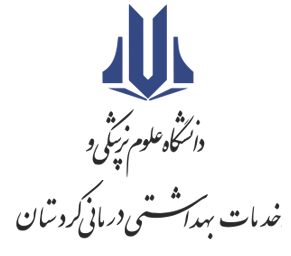 دانشگاه علوم پزشکی و
خدمات بهداشتی درمانی کردستان